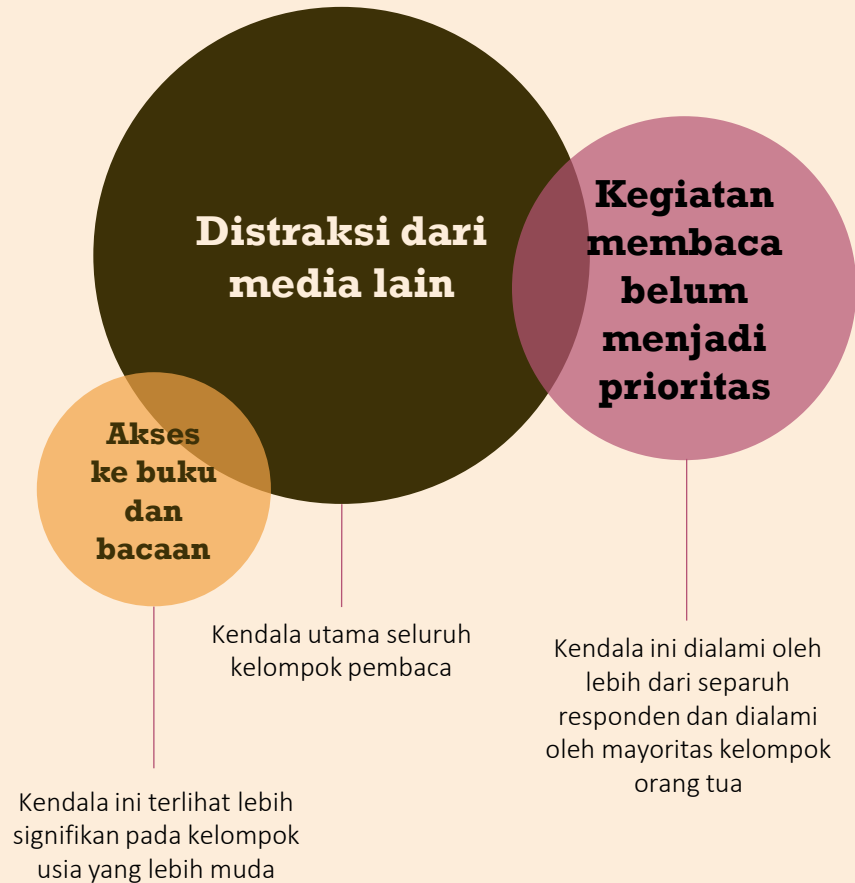 Distraksi dari
media lain
Kegiatan
membaca
belum
menjadi
prioritas
Akses
ke buku
dan
bacaan
Kendala utama seluruh
kelompok pembaca
Kendala ini dialami oleh
lebih dari separuh
responden dan dialami
oleh mayoritas kelompok
orang tua
Kendala ini terlihat lebih
signifikan pada kelompok
usia yang lebih muda